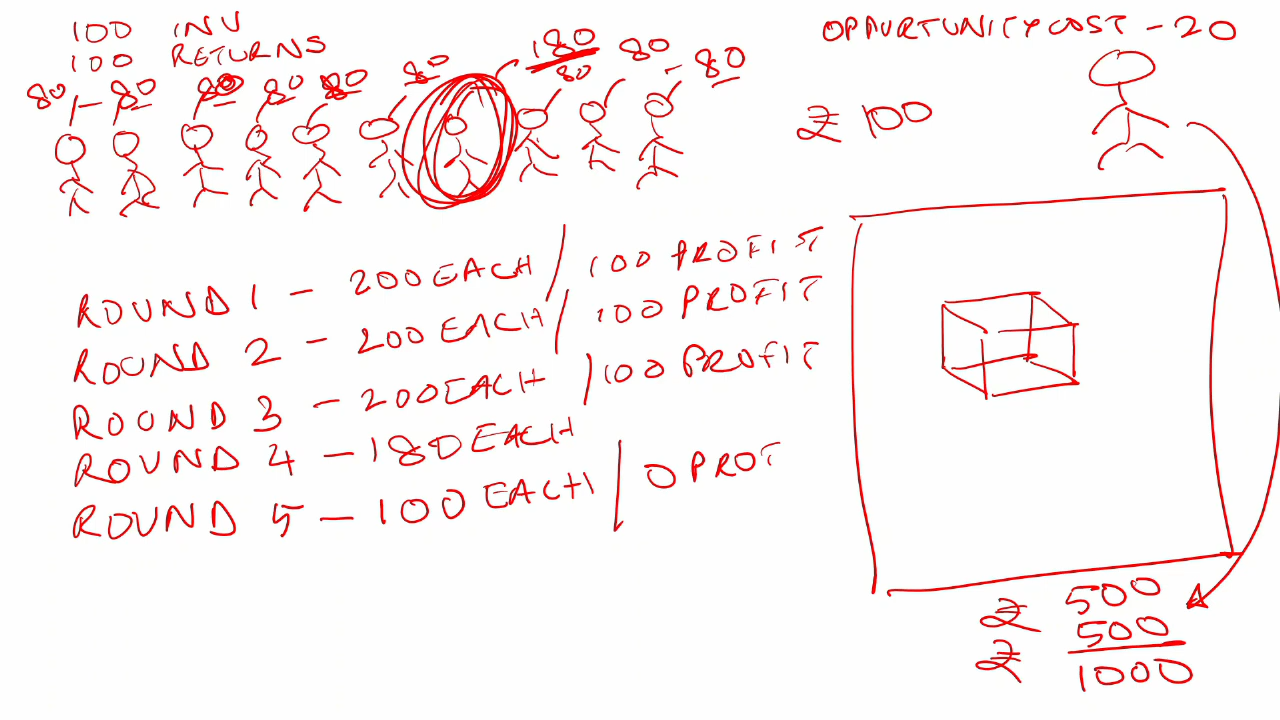 100 INV
100 RETURNS
80 80 80 80 80 80 180 80 80 80
OPPURTUNITY COST - 20
₹ 100
ROUND 1 - 200 EACH / 100 PROFIT
ROUND 2 - 200 EACH / 100 PROFIT
ROUND 3 - 200 EACH / 100 PROFIT
ROUND 4 - 180 EACH
ROUND 5 - 100 EACH / 0 PROF
₹ 500
500
₹ 1000